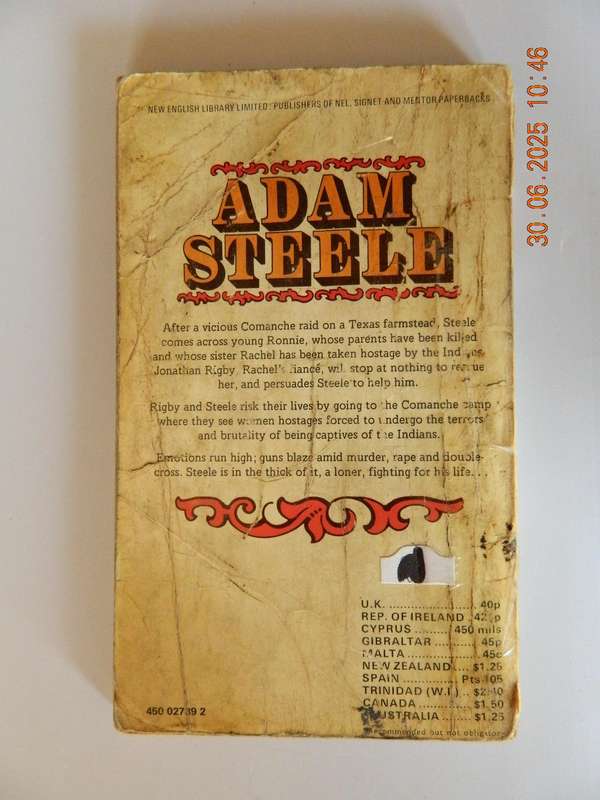 NEW ENGLISH LIBRARY LIMITED: PUBLISHERS OF NEL, SIGNET AND MENTOR PAPERBACKS
ADAM
STEELE
After a vicious Comanche raid on a Texas farmstead, Steele
comes across young Ronnie, whose parents have been killed
and whose sister Rachel has been taken hostage by the
Jonathan Rigby, Rachel's fiancé, will stop at nothing to rescue
her, and persuades Steele to help him.
Rigby and Steele risk their lives by going to the Comanche camp
where they see women hostages forced to undergo the terrors
and brutality of being captives of the Indians.
Emotions run high; guns blaze amid murder, rape and double-
cross. Steele is in the thick of it, a loner, fighting for his life. . .
U.K. ........................ 40p
REP. OF IRELAND
CYPRUS .......... 450 mils
GIBRALTAR ............ 45p
MALTA ................... 45c
NEW ZEALAND .... $1.25
SPAIN ............... Pts 105
TRINIDAD (W.I.) ..
CANADA ............. $1.50
AUSTRALIA ........ $1.25
recommended but not obligatory
450 02789 2
30.06.2025 10:46